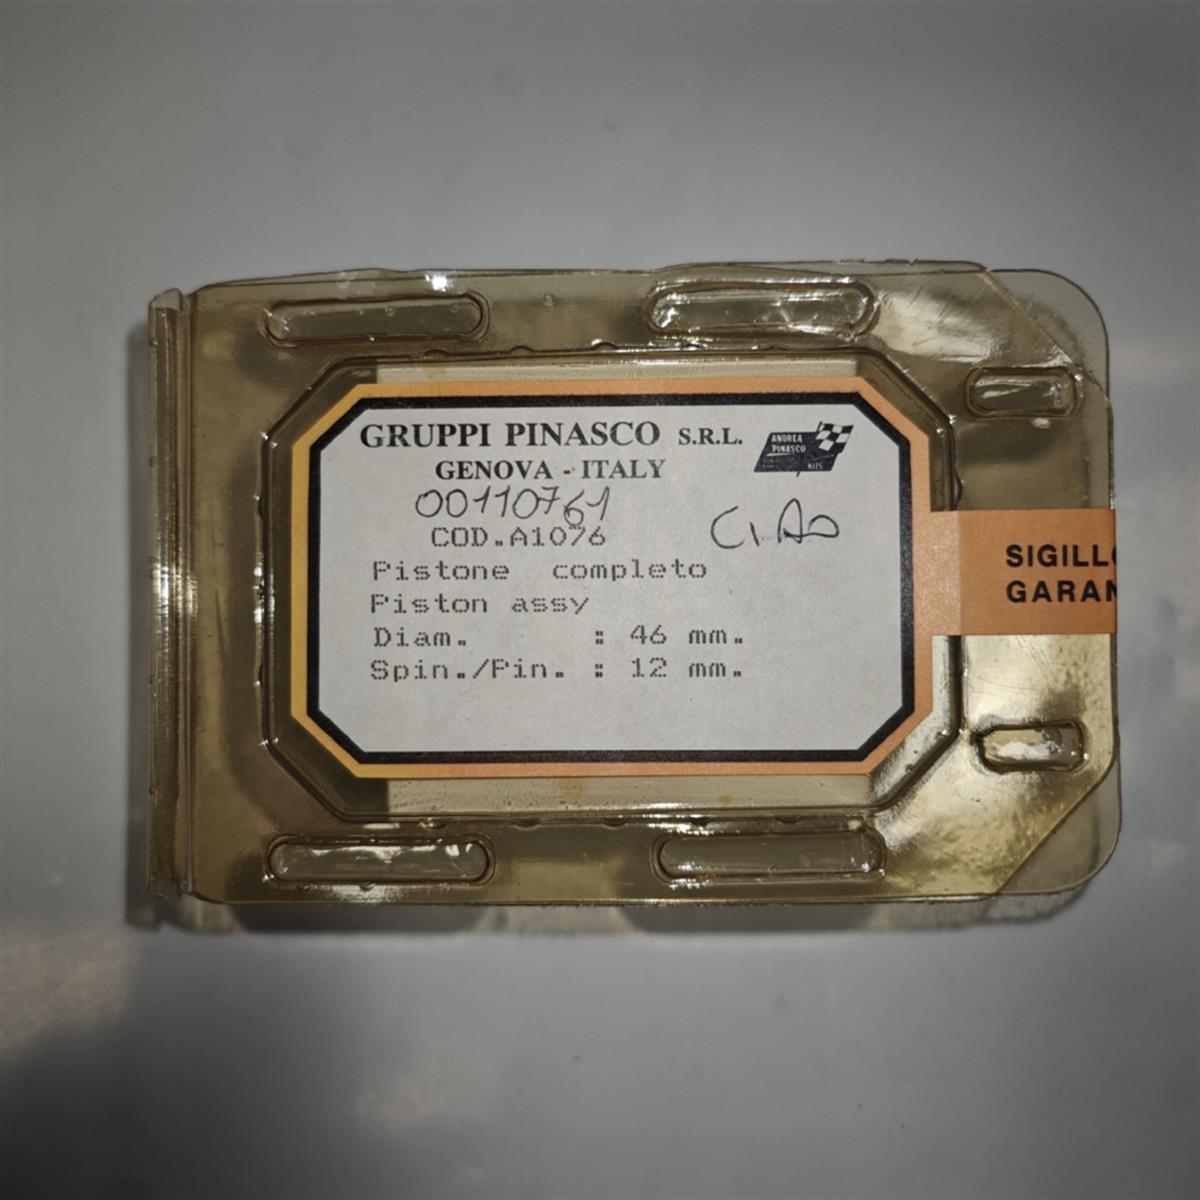 GRUPPI PINASCO S.R.L.
GENOVA - ITALY
ANDREA
PINASCO
KITS
00110761
COD.A1076
CIAO
Pistone completo
Piston assy
Diam. : 46 mm.
Spin./Pin. : 12 mm.
SIGILLO
GARAN